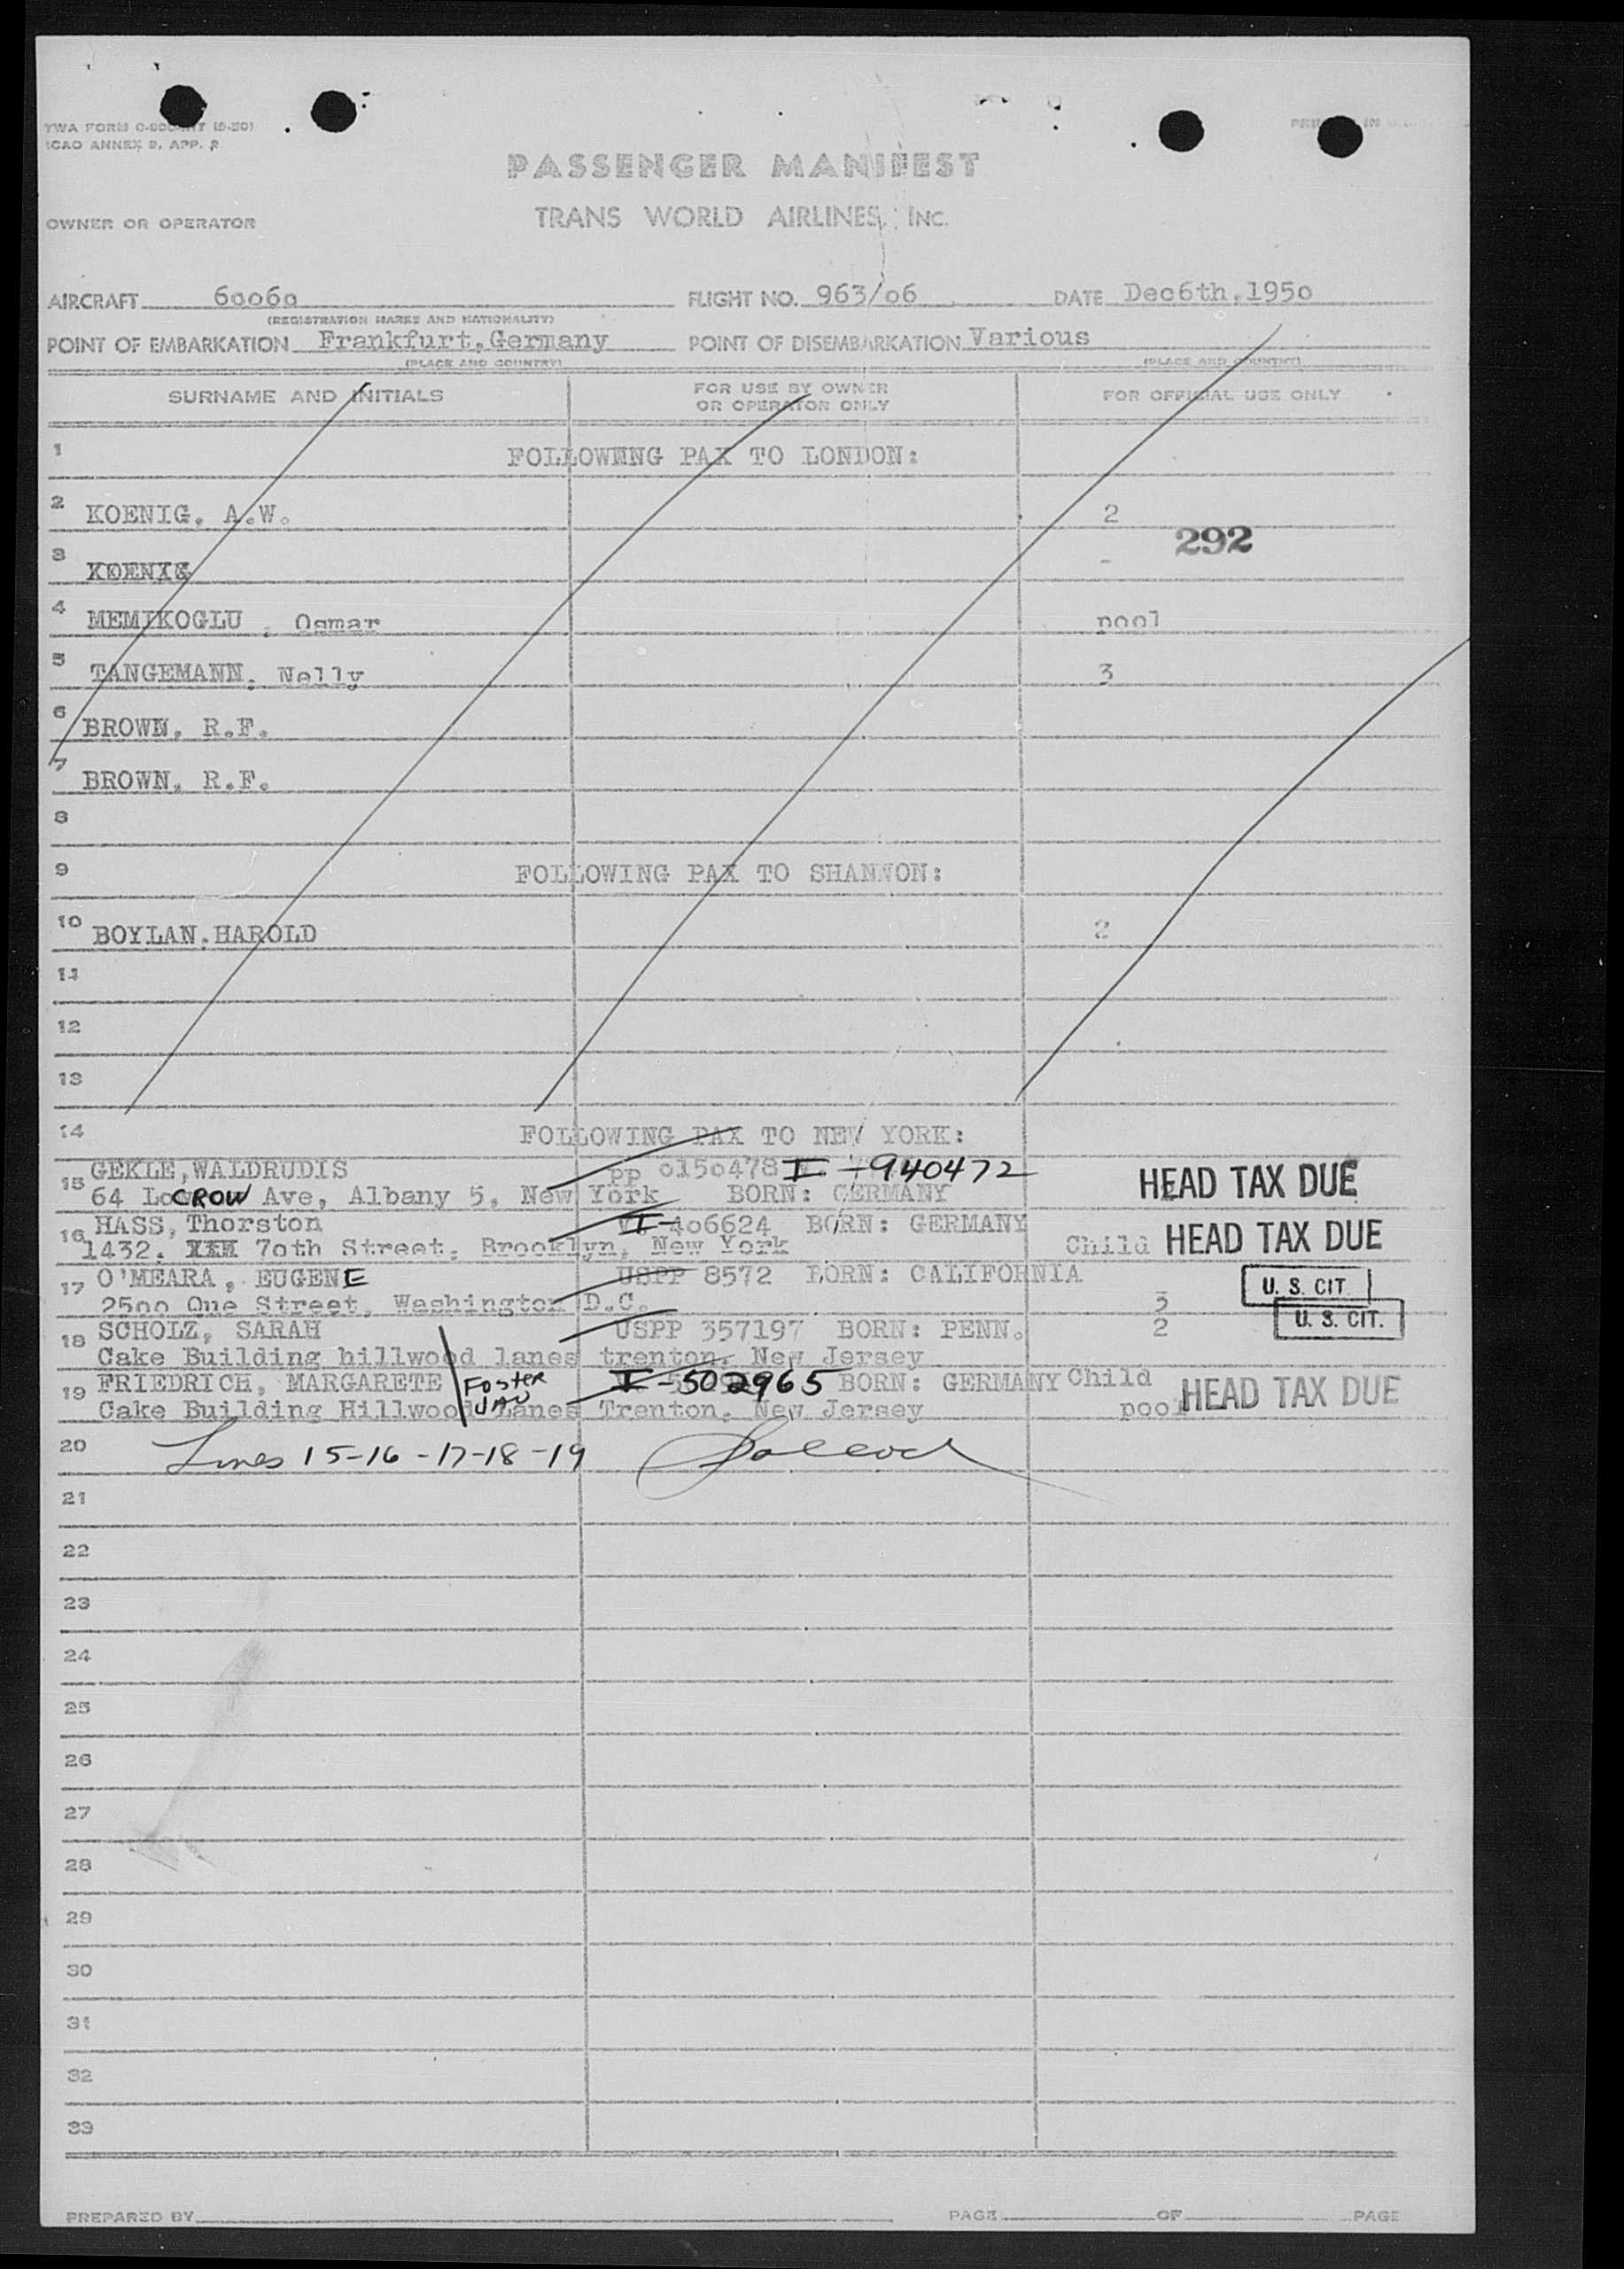 TWA FORM
ICAO ANNEX 9, APP.
PASSENGER MANIFEST
OWNER OR OPERATOR TRANS WORLD AIRLINES, INC.
AIRCRAFT 6oo6o FLIGHT NO. 963/o6 DATE Dec6th.195o
(REGISTRATION MARKS AND NATIONALITY)
POINT OF EMBARKATION Frankfurt,Germany POINT OF DISEMBARKATION Various
(PLACE AND COUNTRY) (PLACE AND COUNTRY)
SURNAME AND INITIALS FOR USE BY OWNER OR OPERATOR ONLY FOR OFFICIAL USE ONLY
1 FOLLOWNNG PAX TO LONDON:
2 KOENIG, A.W. 2
292
3 KOENIG -
4 MEMIKOGLU , Osmar pool
5 TANGEMANN, Nelly 3
6 BROWN, R.F.
7 BROWN, R.F.
8
9 FOLLOWING PAX TO SHANNON:
10 BOYLAN.HAROLD 2
11
12
13
14 FOLLOWING PAX TO NEW YORK:
15 GEKLE,WALDRUDIS PP o15o478 I-940472 HEAD TAX DUE
64 CROW Ave, Albany 5, New York BORN: GERMANY
16 HASS, Thorston I-4o6624 BORN: GERMANY
1432. 7oth Street, Brooklyn, New York Child HEAD TAX DUE
17 O'MEARA , EUGENE USPP 8572 BORN: CALIFORNIA U. S. CIT
25oo Que Street, Washington D.C. 3
18 SCHOLZ, SARAH USPP 357197 BORN: PENN. 2 U. S. CIT.
Cake Building hillwood lanes trenton, New Jersey
19 FRIEDRICH, MARGARETE Foster I-502965 BORN: GERMANY Child
Cake Building Hillwood Lanes Trenton, New Jersey pool HEAD TAX DUE
20 Lines 15-16-17-18-19
21
22
23
24
25
26
27
28
29
30
31
32
33
PREPARED BY PAGE OF PAGE